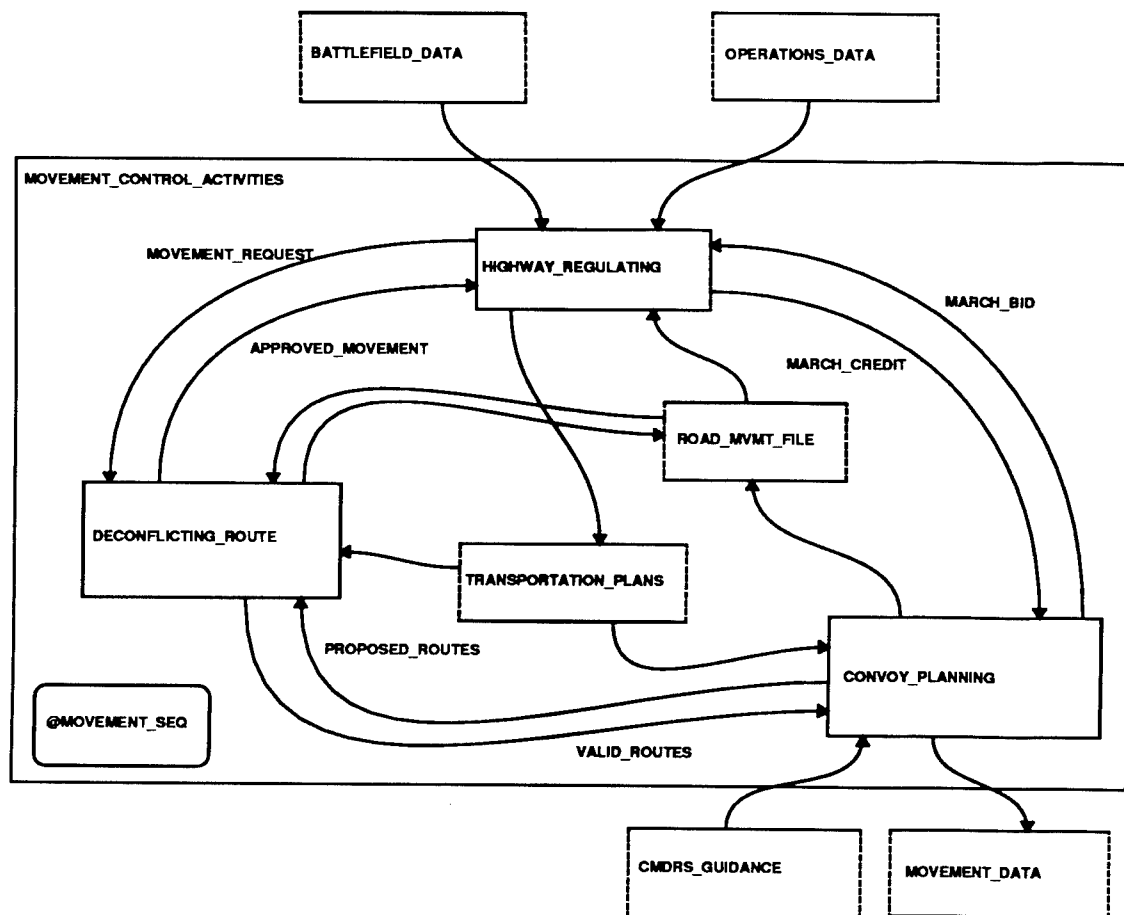 BATTLEFIELD_DATA
OPERATIONS_DATA
MOVEMENT_CONTROL_ACTIVITIES
MOVEMENT_REQUEST
HIGHWAY_REGULATING
MARCH_BID
APPROVED_MOVEMENT
MARCH_CREDIT
ROAD_MVMT_FILE
DECONFLICTING_ROUTE
TRANSPORTATION_PLANS
PROPOSED_ROUTES
CONVOY_PLANNING
@MOVEMENT_SEQ
VALID_ROUTES
CMDRS_GUIDANCE
MOVEMENT_DATA